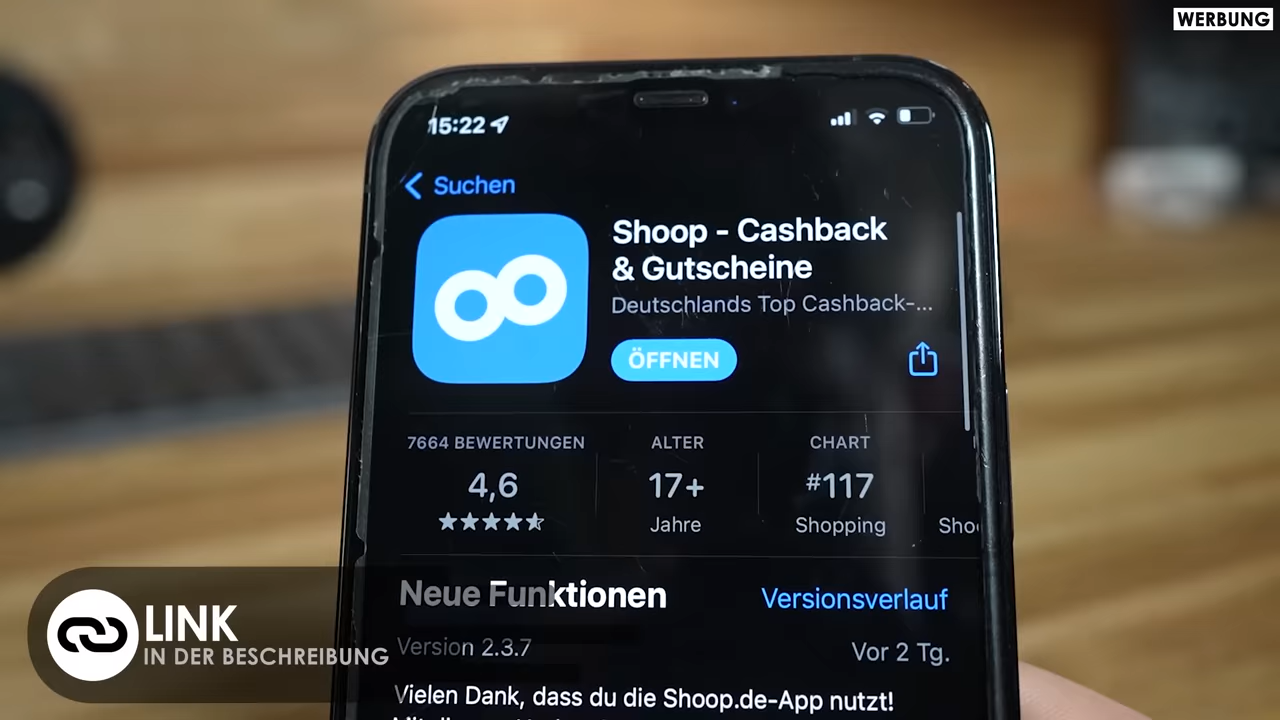 WERBUNG
15:22
Suchen
Shoop - Cashback
& Gutscheine
Deutschlands Top Cashback-...
ÖFFNEN
7664 BEWERTUNGEN
ALTER
CHART
4,6
17+
#117
Jahre
Shopping
Neue Funktionen
Versionsverlauf
Version 2.3.7
Vor 2 Tg.
Vielen Dank, dass du die Shoop.de-App nutzt!
LINK
IN DER BESCHREIBUNG